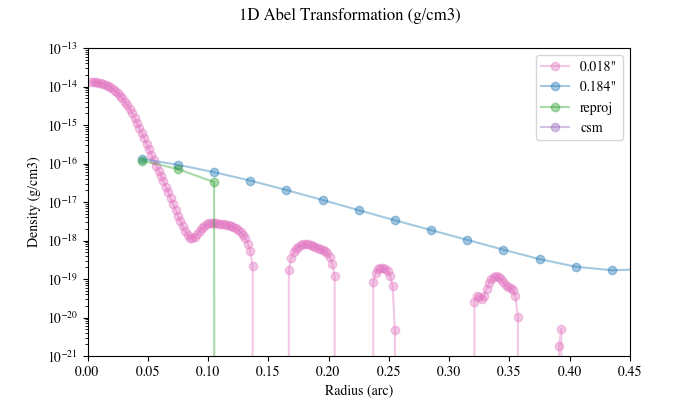 1D Abel Transformation (g/cm3)
10⁻¹³
10⁻¹⁴
10⁻¹⁵
10⁻¹⁶
10⁻¹⁷
10⁻¹⁸
10⁻¹⁹
10⁻²⁰
10⁻²¹
Density (g/cm3)
0.018"
0.184"
reproj
csm
0.00 0.05 0.10 0.15 0.20 0.25 0.30 0.35 0.40 0.45
Radius (arc)